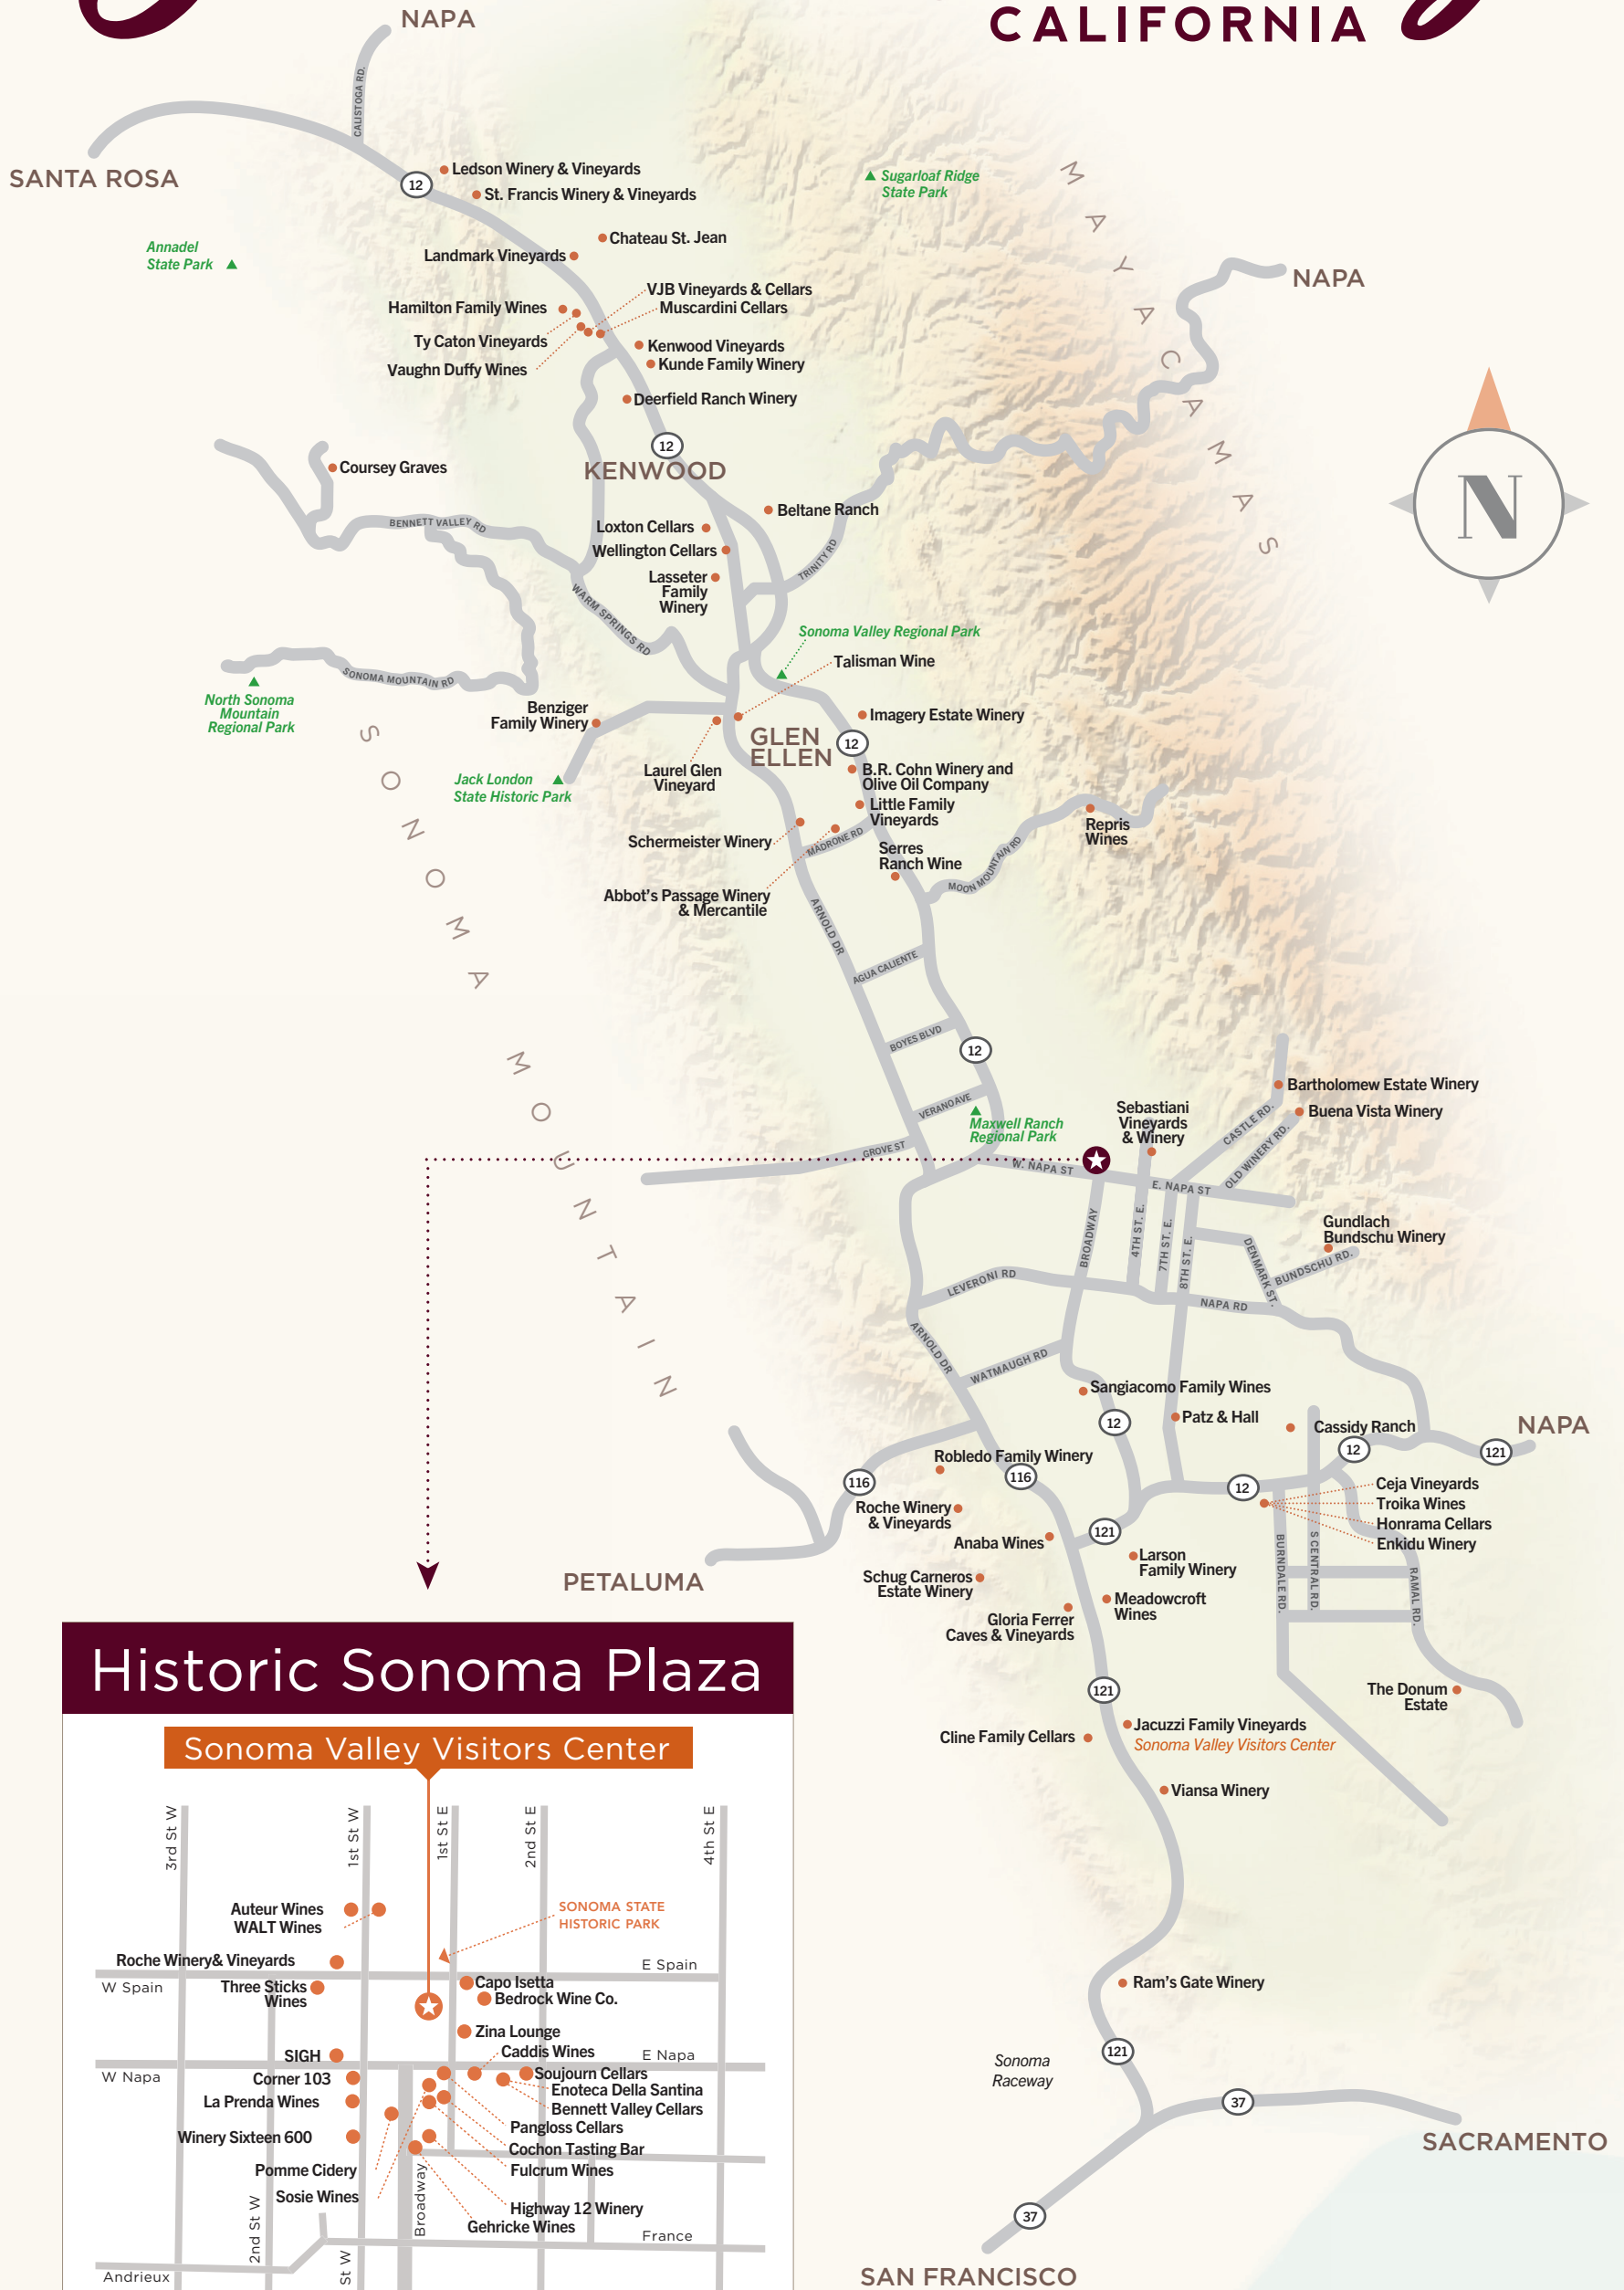 NAPA
CALIFORNIA
CALISTOGA RD.
SANTA ROSA
12
Ledson Winery & Vineyards
St. Francis Winery & Vineyards
Sugarloaf Ridge
State Park
MAYACAMAS
Annadel
State Park
Chateau St. Jean
Landmark Vineyards
NAPA
VJB Vineyards & Cellars
Hamilton Family Wines
Muscardini Cellars
Ty Caton Vineyards
Kenwood Vineyards
Kunde Family Winery
Vaughn Duffy Wines
Deerfield Ranch Winery
12
KENWOOD
N
Coursey Graves
BENNETT VALLEY RD
Beltane Ranch
Loxton Cellars
Wellington Cellars
TRINITY RD
Lasseter
Family
Winery
WARM SPRINGS RD
Sonoma Valley Regional Park
Talisman Wine
SONOMA MOUNTAIN RD
North Sonoma
Mountain
Regional Park
Benziger
Family Winery
Imagery Estate Winery
SONOMA MOUNTAIN
GLEN
ELLEN
12
Laurel Glen
Vineyard
Jack London
State Historic Park
B.R. Cohn Winery and
Olive Oil Company
Little Family
Vineyards
Repris
Wines
Schermeister Winery
MADRONE RD
Serres
Ranch Wine
MOON MOUNTAIN RD
Abbot's Passage Winery
& Mercantile
ARNOLD DR
AGUA CALIENTE
BOYES BLVD
12
VERANO AVE
Maxwell Ranch
Regional Park
Sebastiani
Vineyards
& Winery
Bartholomew Estate Winery
Buena Vista Winery
CASTLE RD.
OLD WINERY RD.
GROVE ST
W. NAPA ST
E. NAPA ST
BROADWAY
4TH ST. E.
7TH ST. E.
8TH ST. E.
Gundlach
Bundschu Winery
DENMARK ST.
BUNDSCHU RD.
LEVERONI RD
NAPA RD
ARNOLD DR
WATMAUGH RD
Sangiacomo Family Wines
12
Patz & Hall
Cassidy Ranch
NAPA
12
121
Robledo Family Winery
116
116
12
Ceja Vineyards
Troika Wines
Honrama Cellars
Enkidu Winery
Roche Winery
& Vineyards
Anaba Wines
121
Larson
Family Winery
BURNDALE RD.
S CENTRAL RD.
RAMAL RD.
PETALUMA
Schug Carneros
Estate Winery
Meadowcroft
Wines
Gloria Ferrer
Caves & Vineyards
121
The Donum
Estate
Cline Family Cellars
Jacuzzi Family Vineyards
Sonoma Valley Visitors Center
Viansa Winery
Ram's Gate Winery
121
Sonoma
Raceway
37
SACRAMENTO
37
SAN FRANCISCO
Historic Sonoma Plaza
Sonoma Valley Visitors Center
3rd St W
1st St W
1st St E
2nd St E
4th St E
Auteur Wines
WALT Wines
SONOMA STATE
HISTORIC PARK
Roche Winery& Vineyards
E Spain
W Spain
Three Sticks
Wines
Capo Isetta
Bedrock Wine Co.
Zina Lounge
SIGH
Caddis Wines
E Napa
W Napa
Corner 103
Soujourn Cellars
Enoteca Della Santina
La Prenda Wines
Bennett Valley Cellars
Pangloss Cellars
Winery Sixteen 600
Cochon Tasting Bar
Pomme Cidery
Fulcrum Wines
Sosie Wines
Broadway
Highway 12 Winery
Gehricke Wines
2nd St W
France
St W
Andrieux